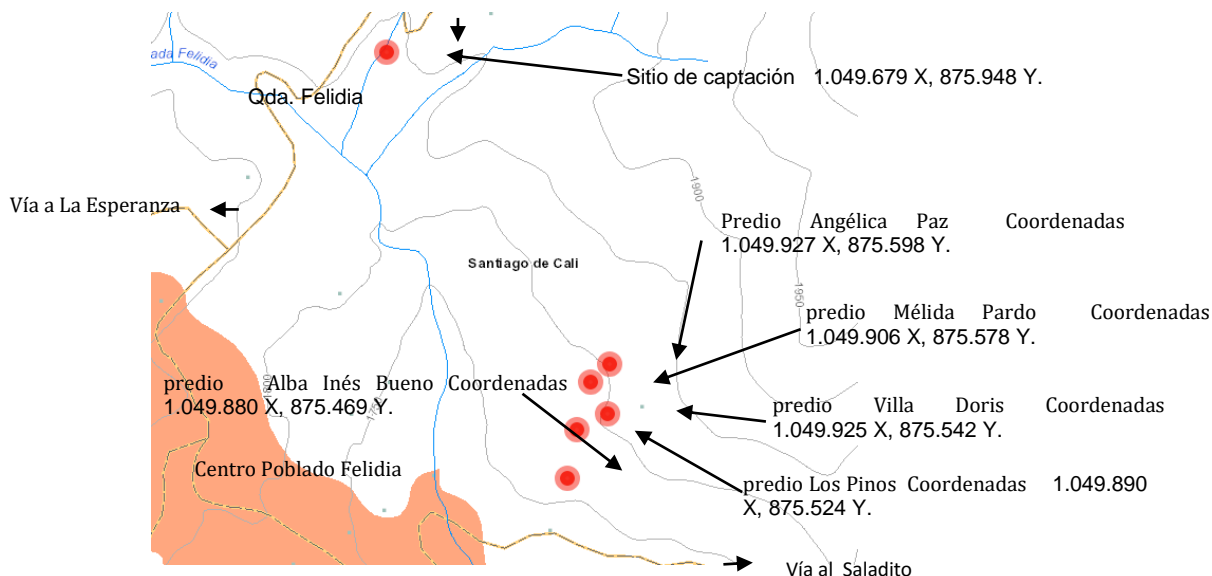 ada Felidia
Sitio de captación 1.049.679 X, 875.948 Y.
Qda. Felidia
1900
Vía a La Esperanza
Predio Angélica Paz Coordenadas
1.049.927 X, 875.598 Y.
Santiago de Cali
1950
predio Mélida Pardo Coordenadas
1.049.906 X, 875.578 Y.
predio Alba Inés Bueno Coordenadas
1.049.880 X, 875.469 Y.
1800
1750
predio Villa Doris Coordenadas
1.049.925 X, 875.542 Y.
Centro Poblado Felidia
predio Los Pinos Coordenadas 1.049.890
X, 875.524 Y.
Vía al Saladito